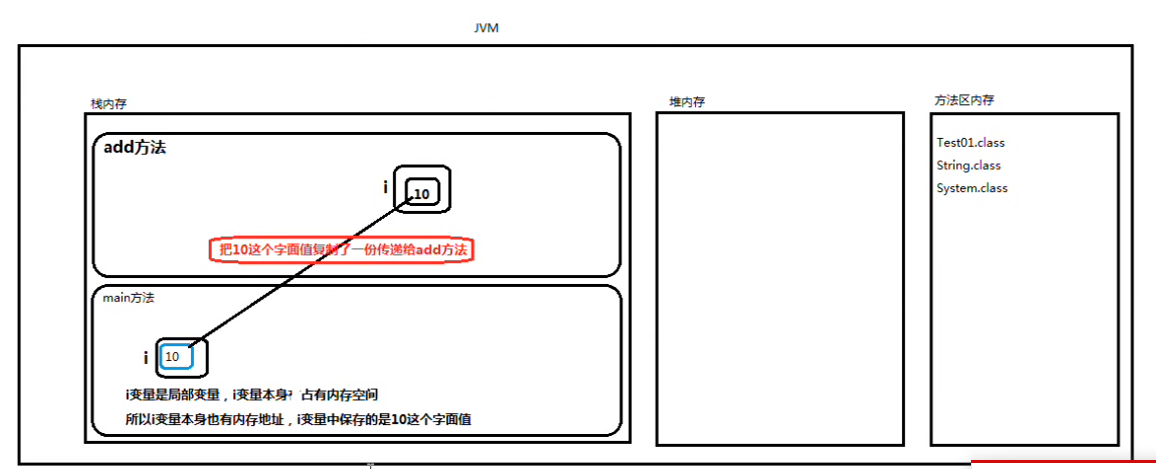 JVM
栈内存
堆内存
方法区内存
add方法
i
10
把10这个字面值复制了一份传递给add方法
Test01.class
String.class
System.class
main方法
i
10
i变量是局部变量，i变量本身 占有内存空间
所以i变量本身也有内存地址，i变量中保存的是10这个字面值